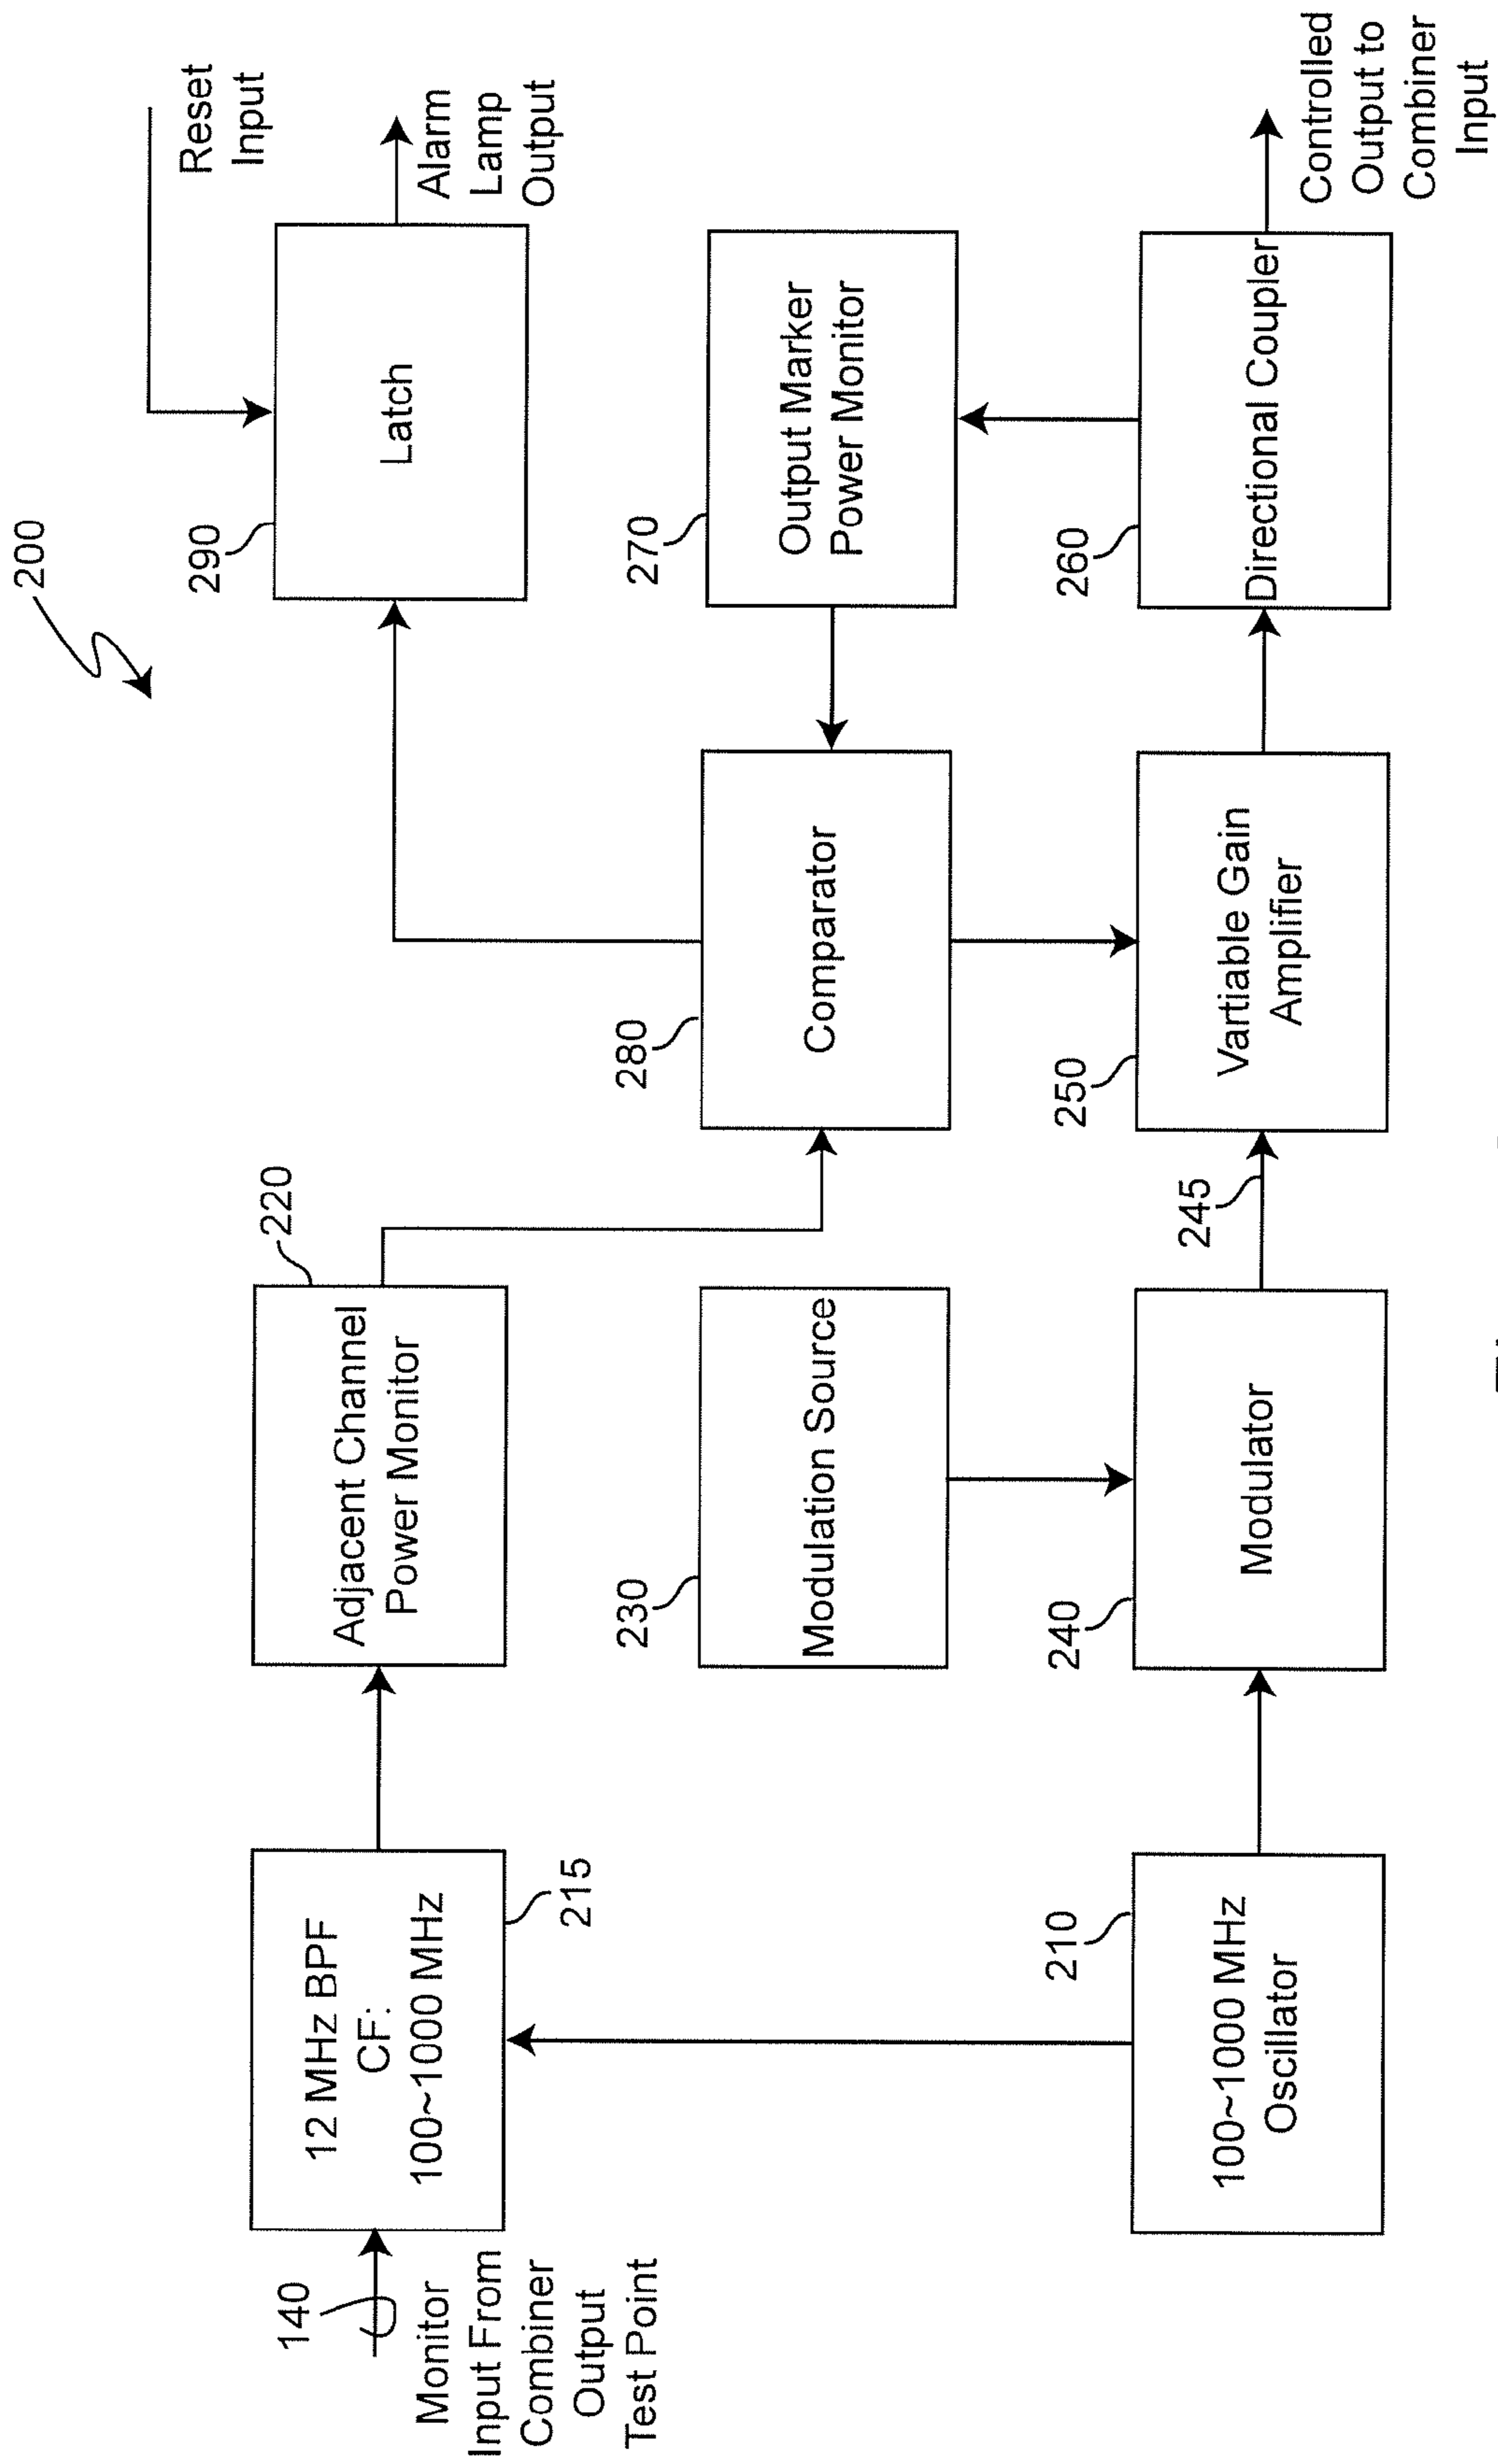 200
Reset
Input
290
Latch
Alarm
Lamp
Output
12 MHz BPF
CF:
100~1000 MHz
215
140
Monitor
Input From
Combiner
Output
Test Point
220
Adjacent Channel
Power Monitor
230
Modulation Source
280
Comparator
270
Output Marker
Power Monitor
210
100~1000 MHz
Oscillator
240
Modulator
245
250
Vartiable Gain
Amplifier
260
Directional Coupler
Controlled
Output to
Combiner
Input